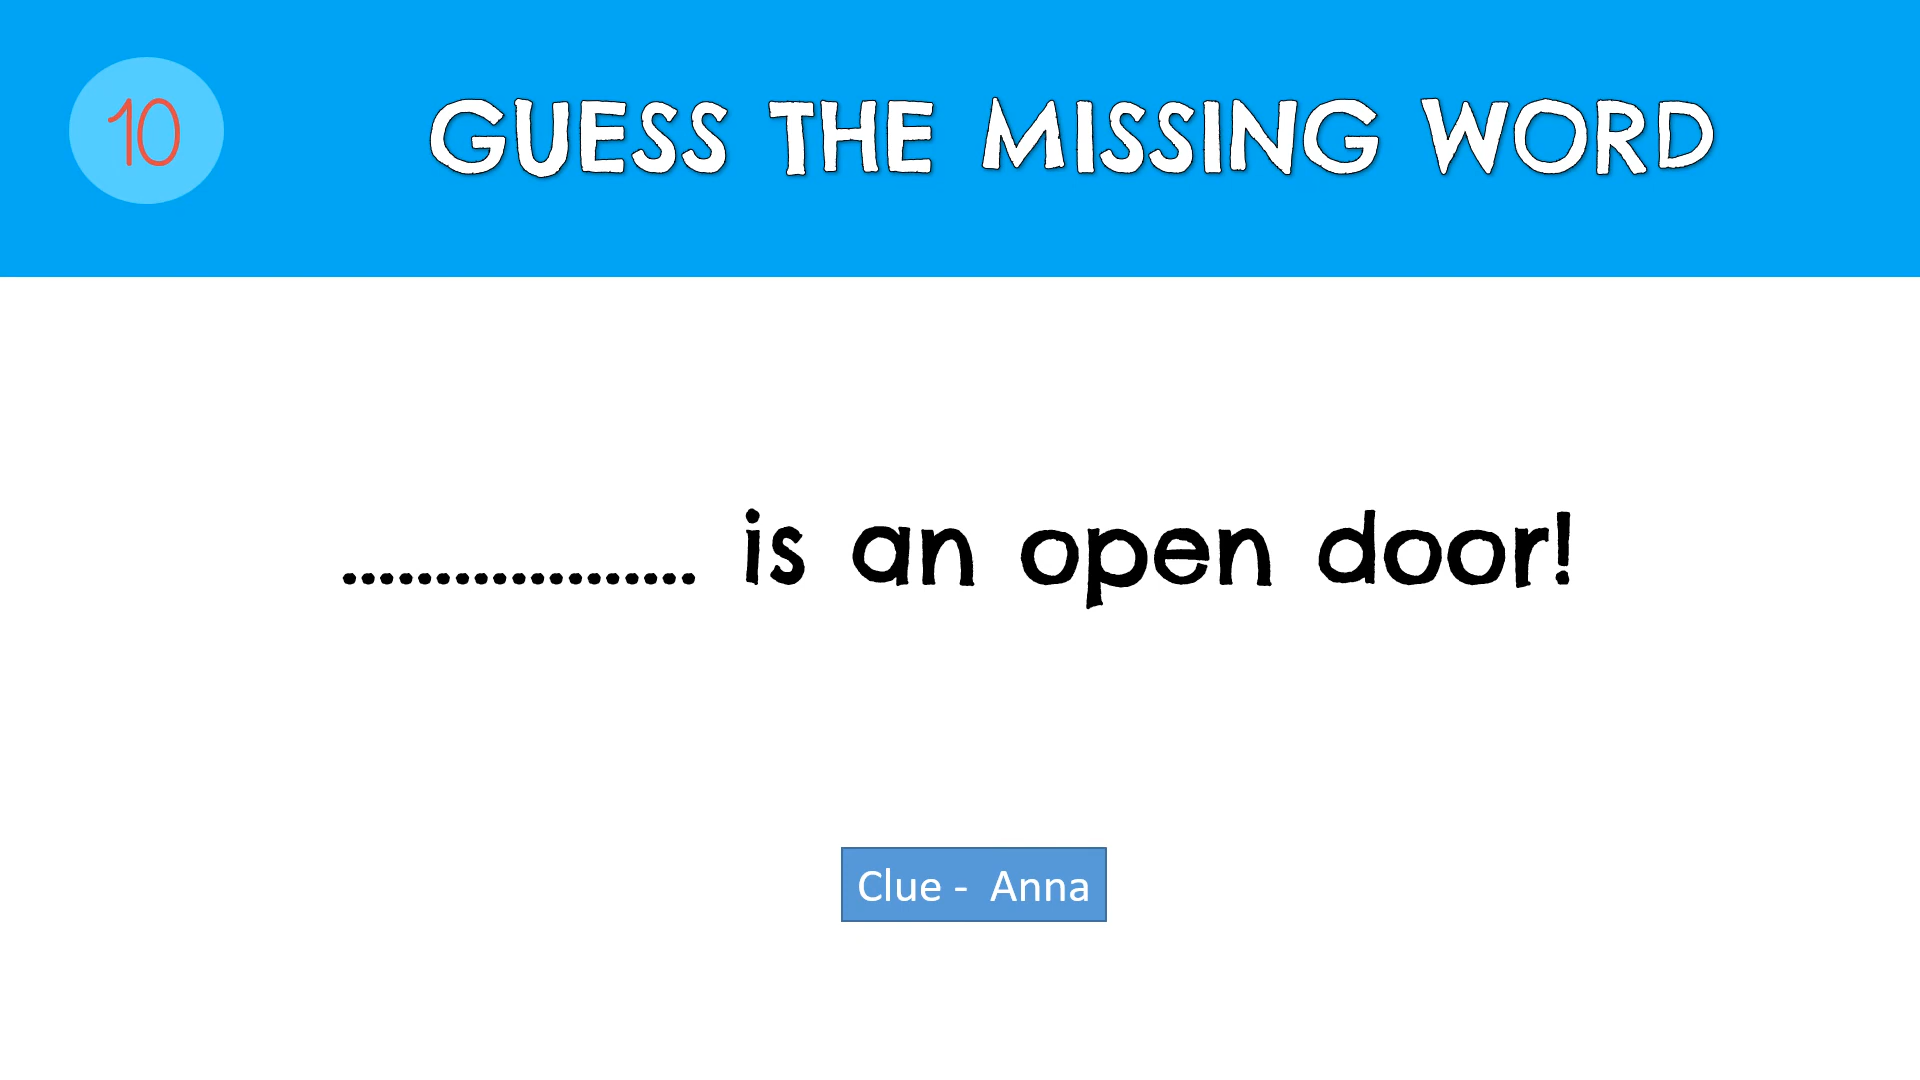 10
GUESS THE MISSING WORD
................... is an open door!
Clue - Anna